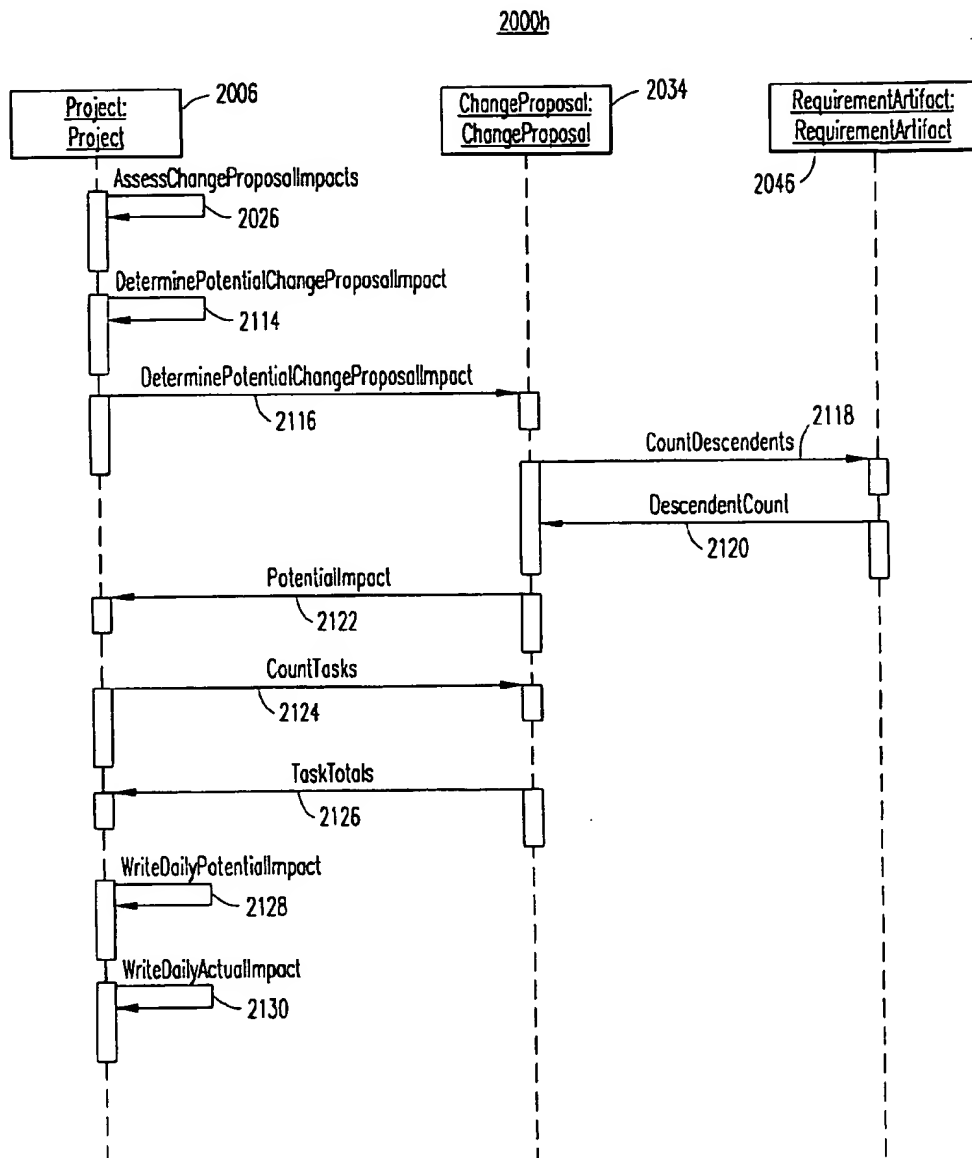 2000h
Project:
Project
2006
ChangeProposal:
ChangeProposal
2034
RequirementArtifact:
RequirementArtifact
2046
AssessChangeProposalImpacts
2026
DeterminePotentialChangeProposalImpact
2114
DeterminePotentialChangeProposalImpact
2116
CountDescendents
2118
DescendentCount
2120
PotentialImpact
2122
CountTasks
2124
TaskTotals
2126
WriteDailyPotentialImpact
2128
WriteDailyActualImpact
2130